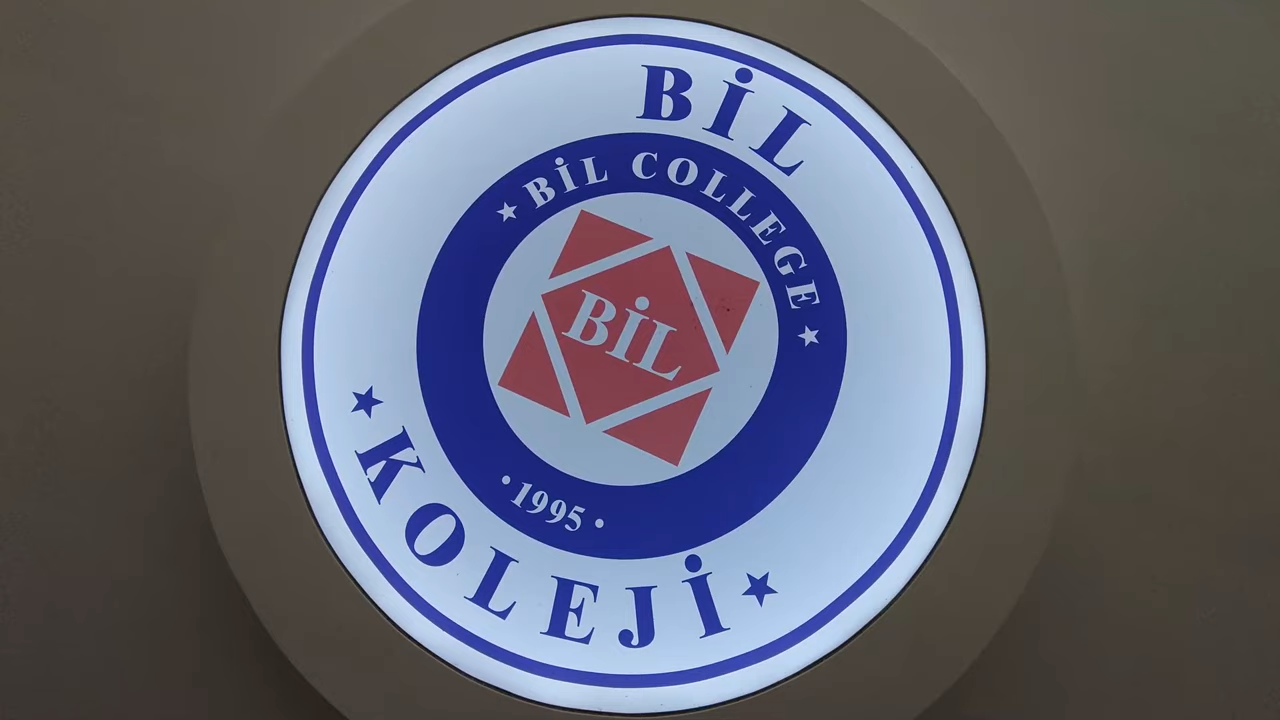 BİL
★ BİL COLLEGE ★
BİL
• 1995 •
★ KOLEJİ ★